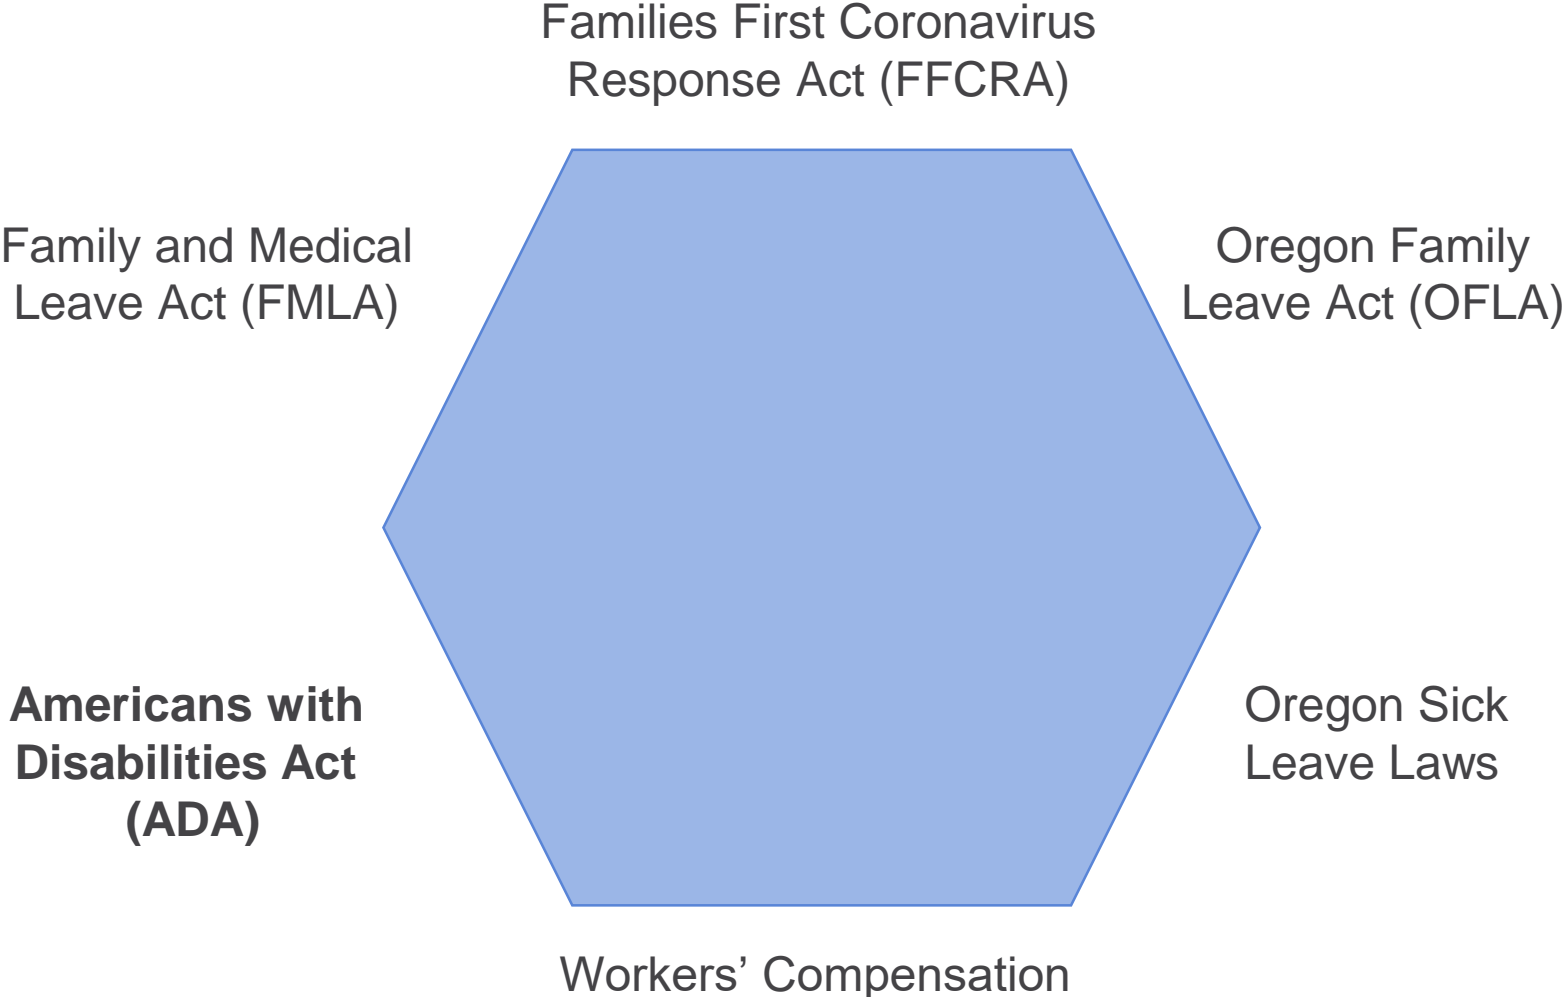 Families First Coronavirus
Response Act (FFCRA)
Family and Medical
Leave Act (FMLA)
Oregon Family
Leave Act (OFLA)
Americans with
Disabilities Act
(ADA)
Oregon Sick
Leave Laws
Workers’ Compensation